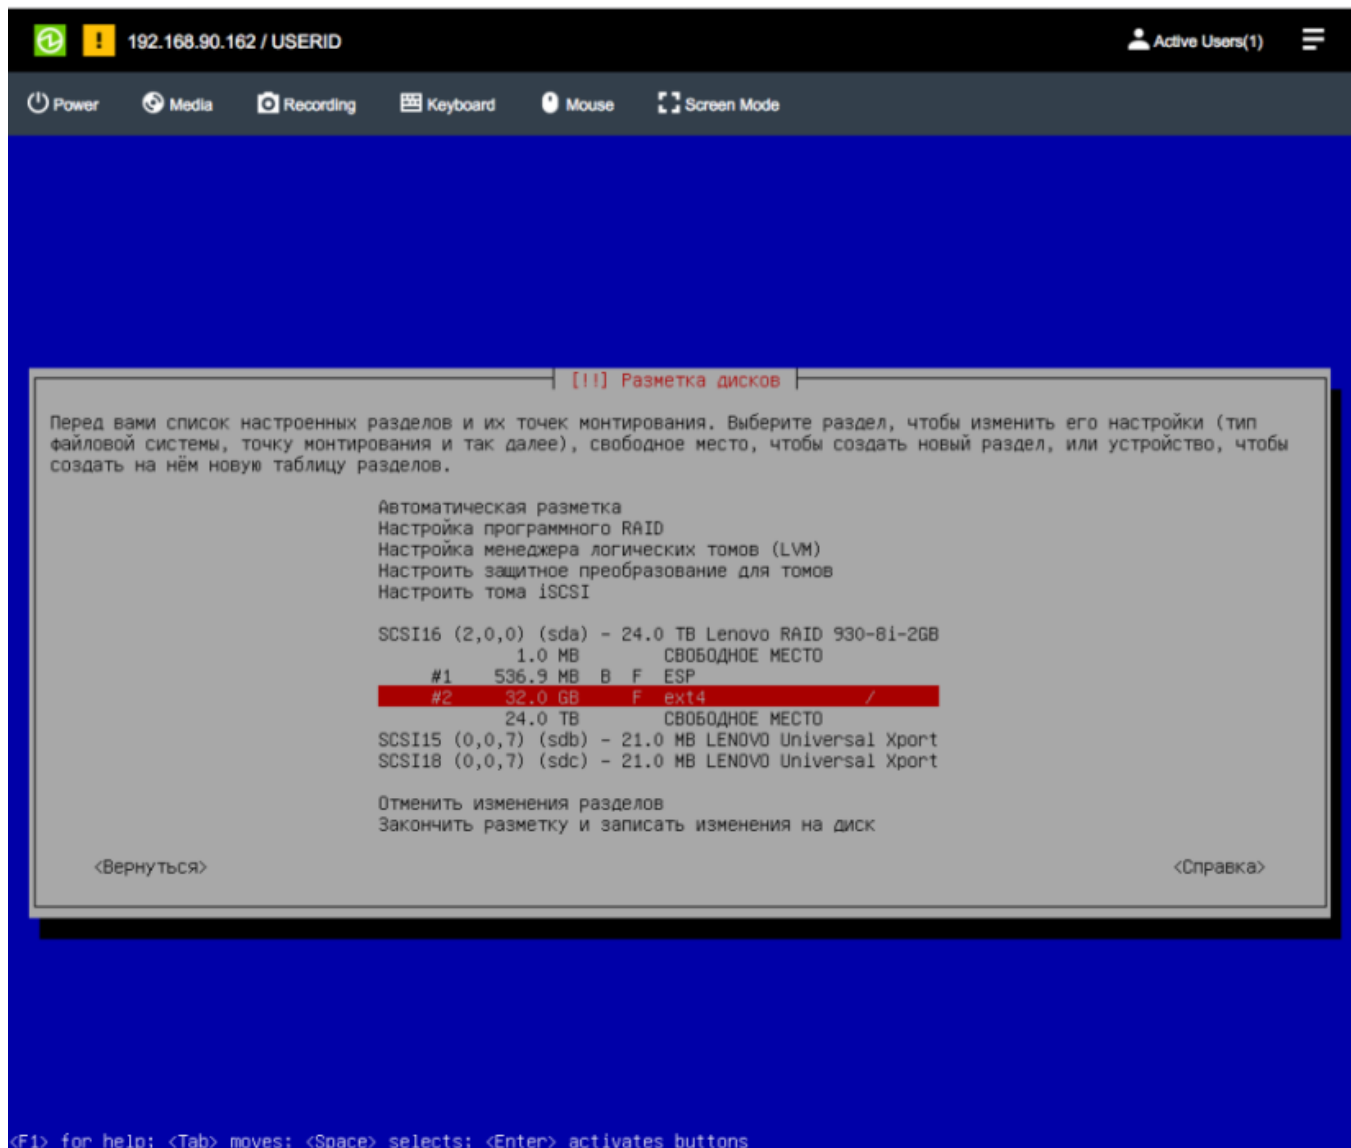 192.168.90.162 / USERID
Active Users(1)
Power Media Recording Keyboard Mouse Screen Mode
[!!] Разметка дисков
Перед вами список настроенных разделов и их точек монтирования. Выберите раздел, чтобы изменить его настройки (тип
файловой системы, точку монтирования и так далее), свободное место, чтобы создать новый раздел, или устройство, чтобы
создать на нём новую таблицу разделов.
Автоматическая разметка
Настройка программного RAID
Настройка менеджера логических томов (LVM)
Настроить защитное преобразование для томов
Настроить тома iSCSI
SCSI16 (2,0,0) (sda) - 24.0 TB Lenovo RAID 930-8i-2GB
1.0 MB СВОБОДНОЕ МЕСТО
#1 536.9 MB B F ESP
#2 32.0 GB F ext4 /
24.0 TB СВОБОДНОЕ МЕСТО
SCSI15 (0,0,7) (sdb) - 21.0 MB LENOVO Universal Xport
SCSI18 (0,0,7) (sdc) - 21.0 MB LENOVO Universal Xport
Отменить изменения разделов
Закончить разметку и записать изменения на диск
<Вернуться> <Справка>
<F1> for help; <Tab> moves; <Space> selects; <Enter> activates buttons